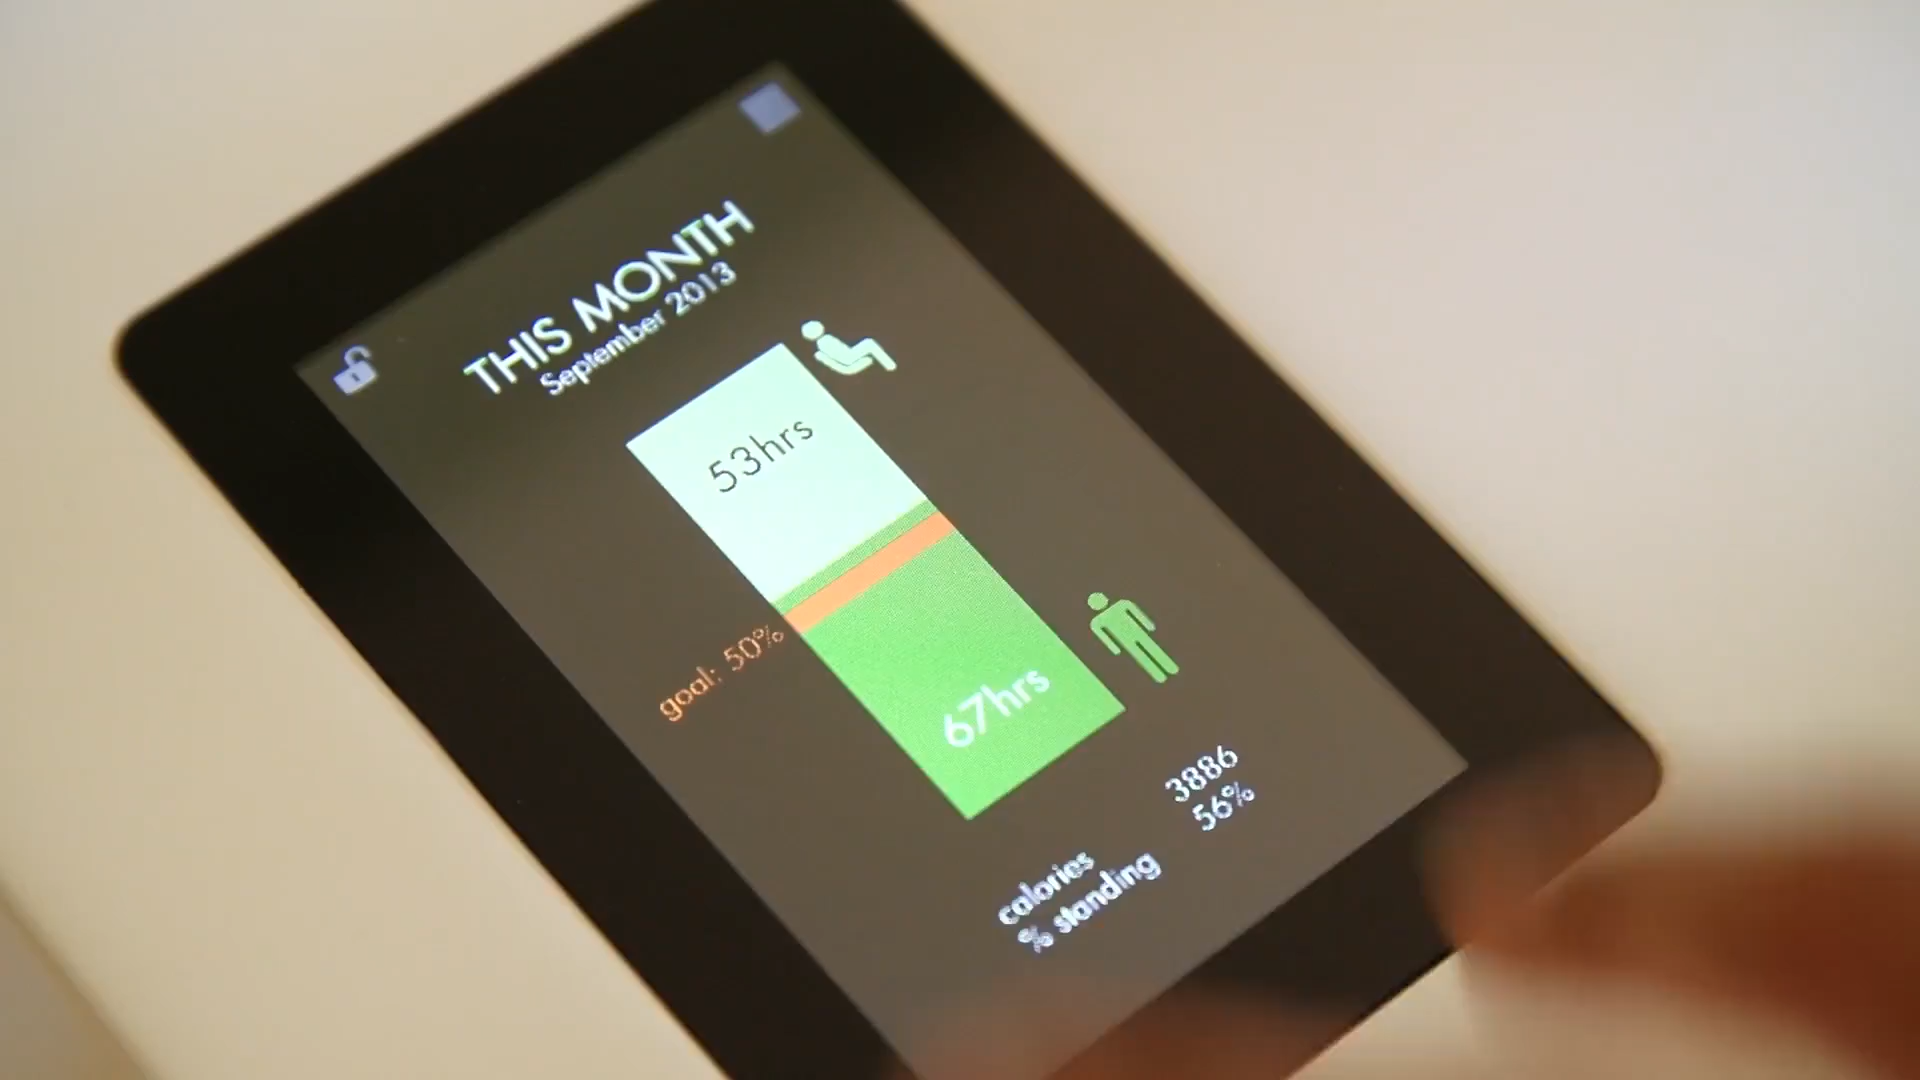 THIS MONTH
September 2013
53hrs
goal: 50%
67hrs
calories 3886
% standing 56%